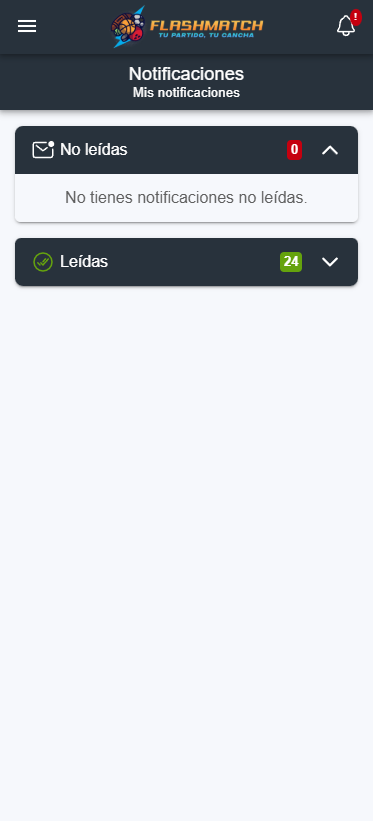 FLASHMATCH
TU PARTIDO, TU CANCHA
!
Notificaciones
Mis notificaciones
No leídas 0
No tienes notificaciones no leídas.
Leídas 24